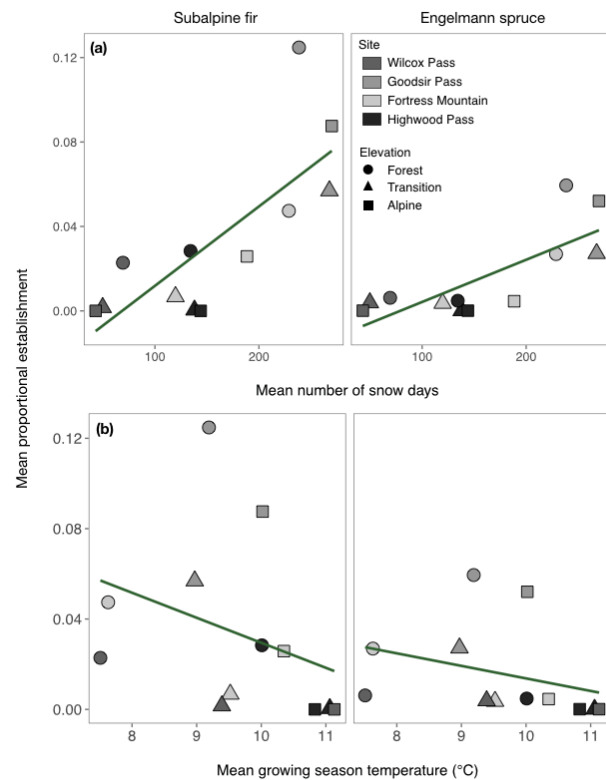 Subalpine fir
Engelmann spruce
(a)
0.12
0.08
0.04
0.00
Site
Wilcox Pass
Goodsir Pass
Fortress Mountain
Highwood Pass
Elevation
Forest
Transition
Alpine
100
200
100
200
Mean number of snow days
Mean proportional establishment
(b)
0.12
0.08
0.04
0.00
8
9
10
11
8
9
10
11
Mean growing season temperature (°C)